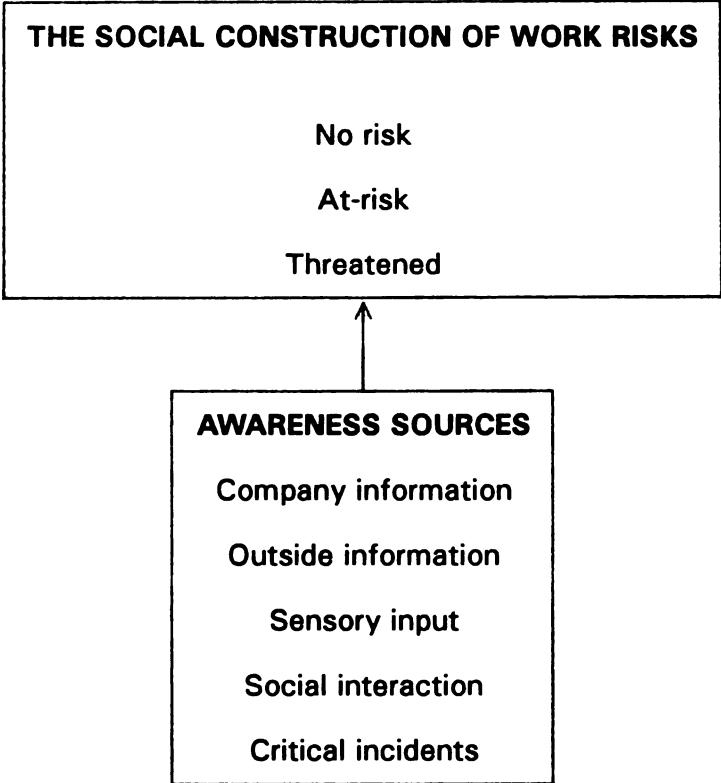 THE SOCIAL CONSTRUCTION OF WORK RISKS
No risk
At-risk
Threatened
AWARENESS SOURCES
Company information
Outside information
Sensory input
Social interaction
Critical incidents